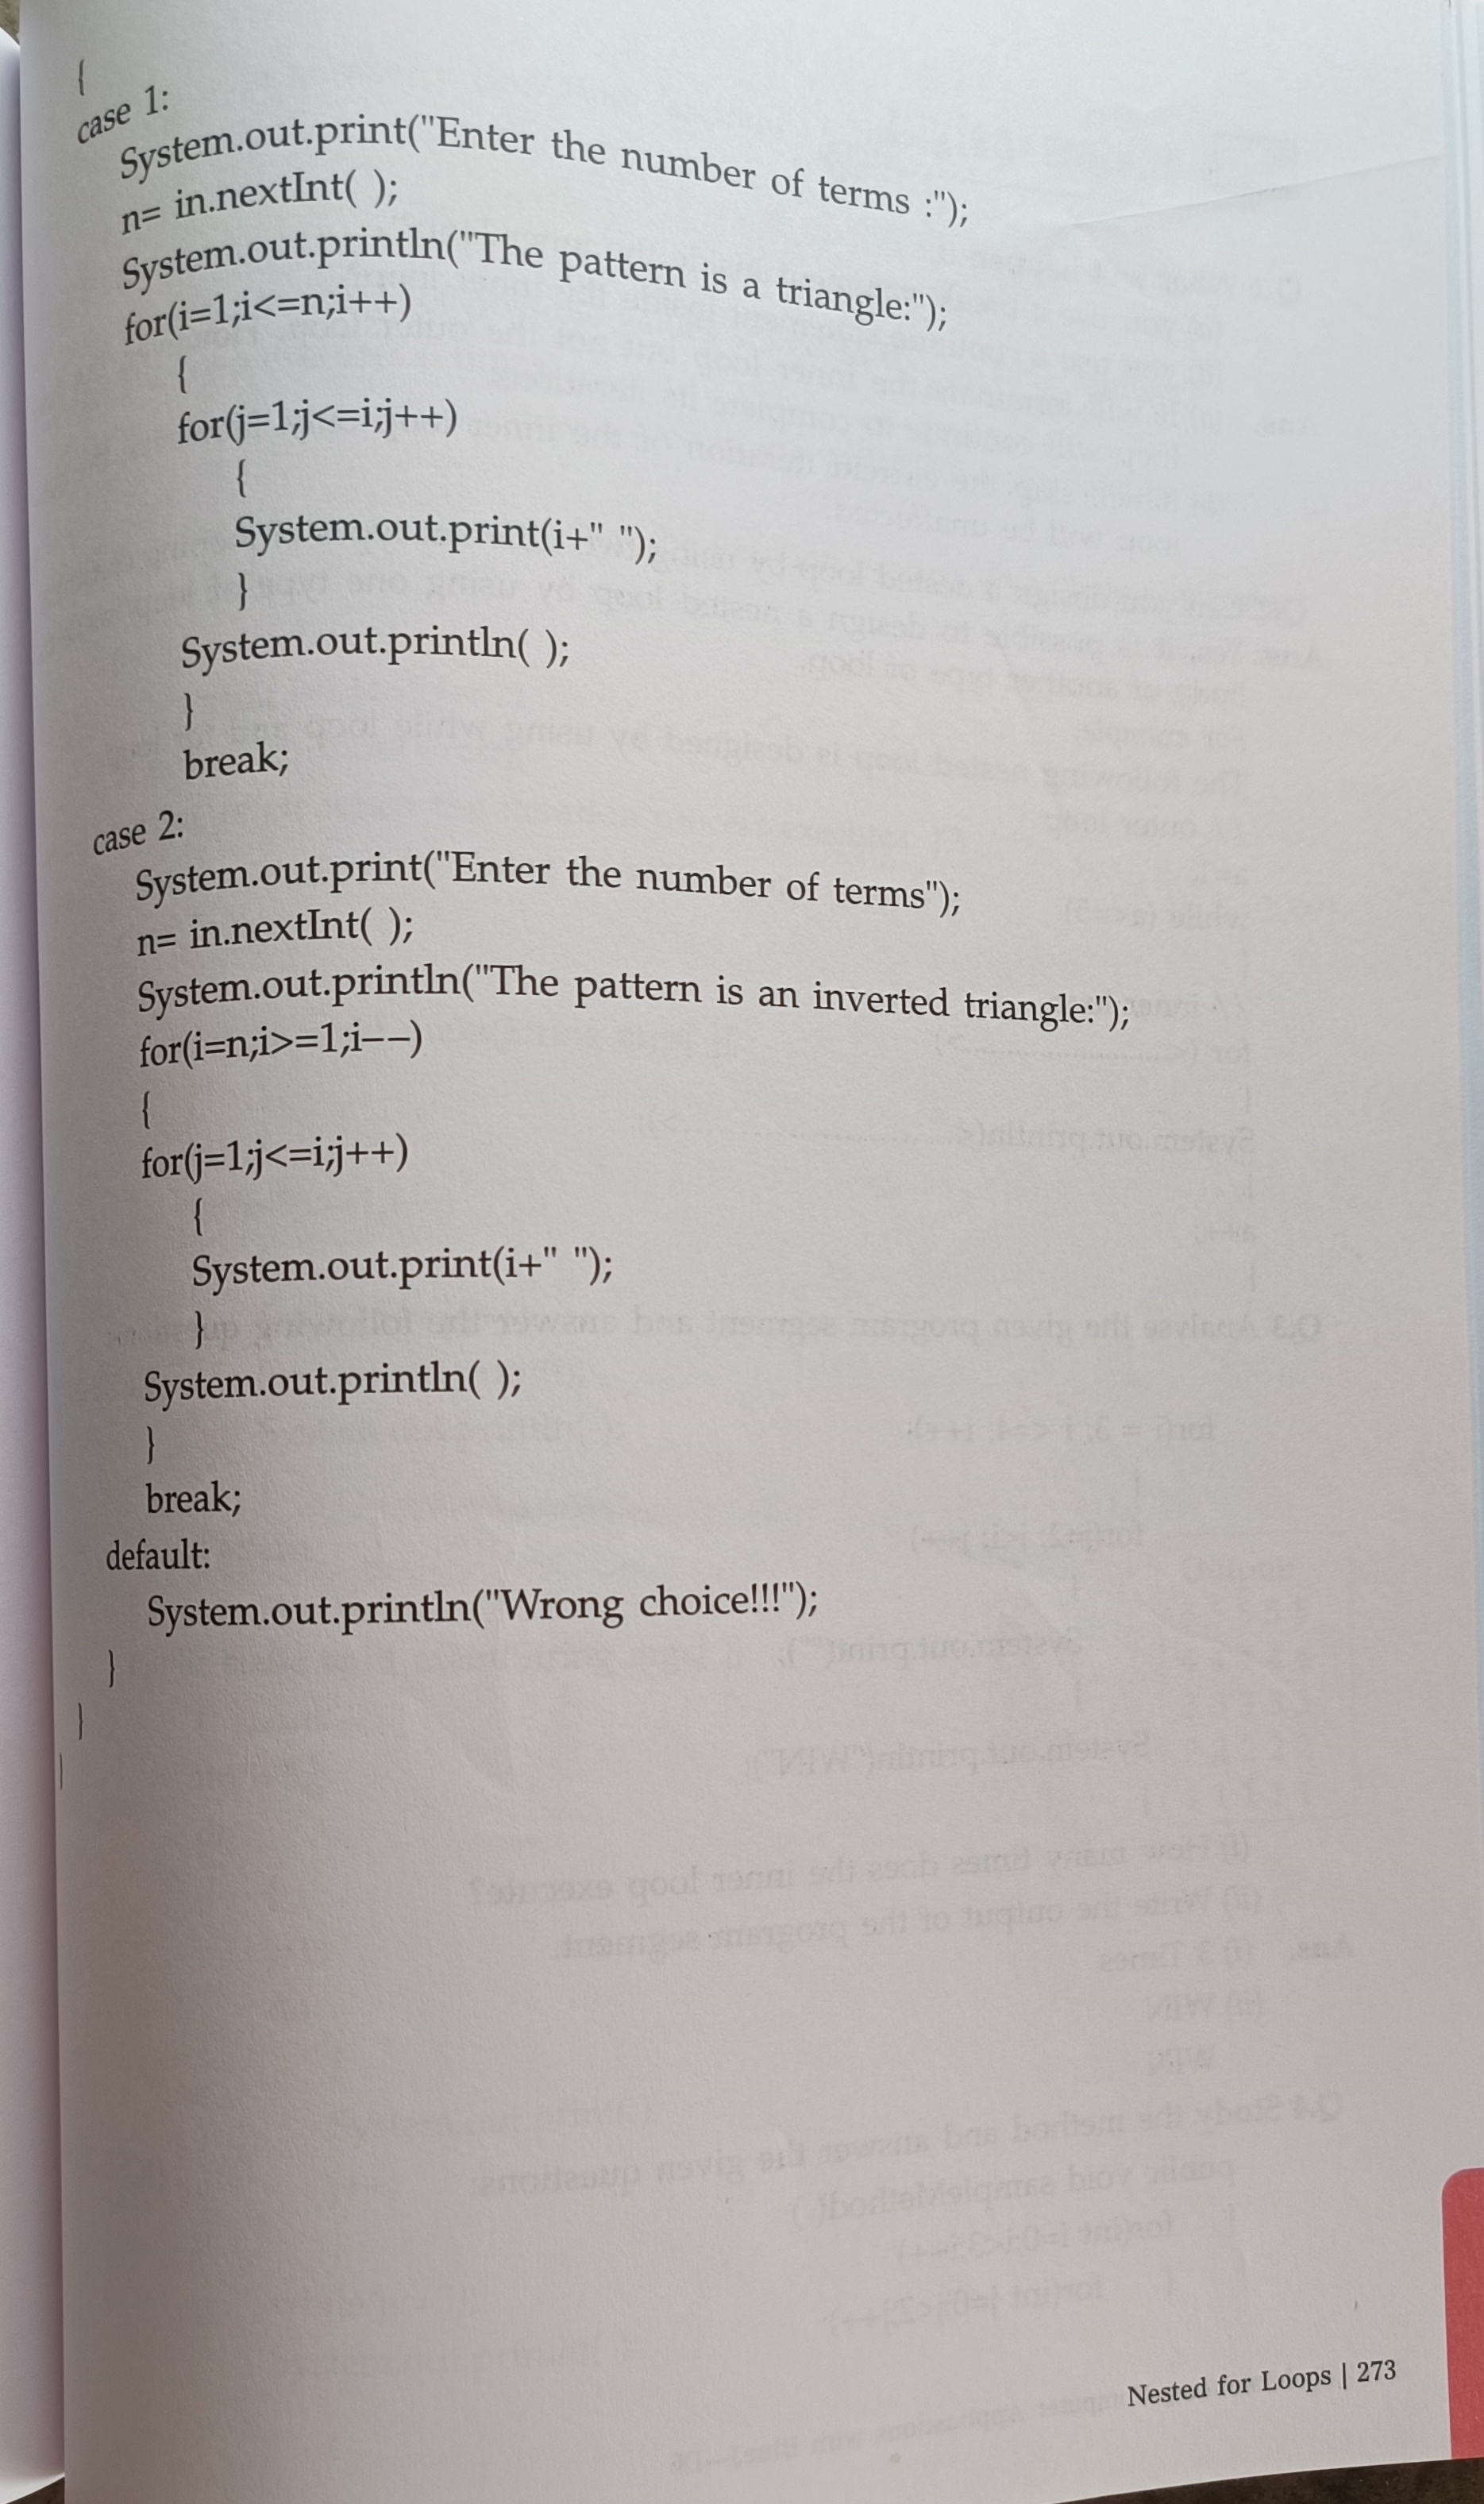 {
case 1:
System.out.print("Enter the number of terms :");
n= in.nextInt( );
System.out.println("The pattern is a triangle:");
for(i=1;i<=n;i++)
{
for(j=1;j<=i;j++)
{
System.out.print(i+" ");
}
System.out.println( );
}
break;
case 2:
System.out.print("Enter the number of terms");
n= in.nextInt( );
System.out.println("The pattern is an inverted triangle:");
for(i=n;i>=1;i––)
{
for(j=1;j<=i;j++)
{
System.out.print(i+" ");
}
System.out.println( );
}
break;
default:
System.out.println("Wrong choice!!!");
}
}
}
Nested for Loops | 273